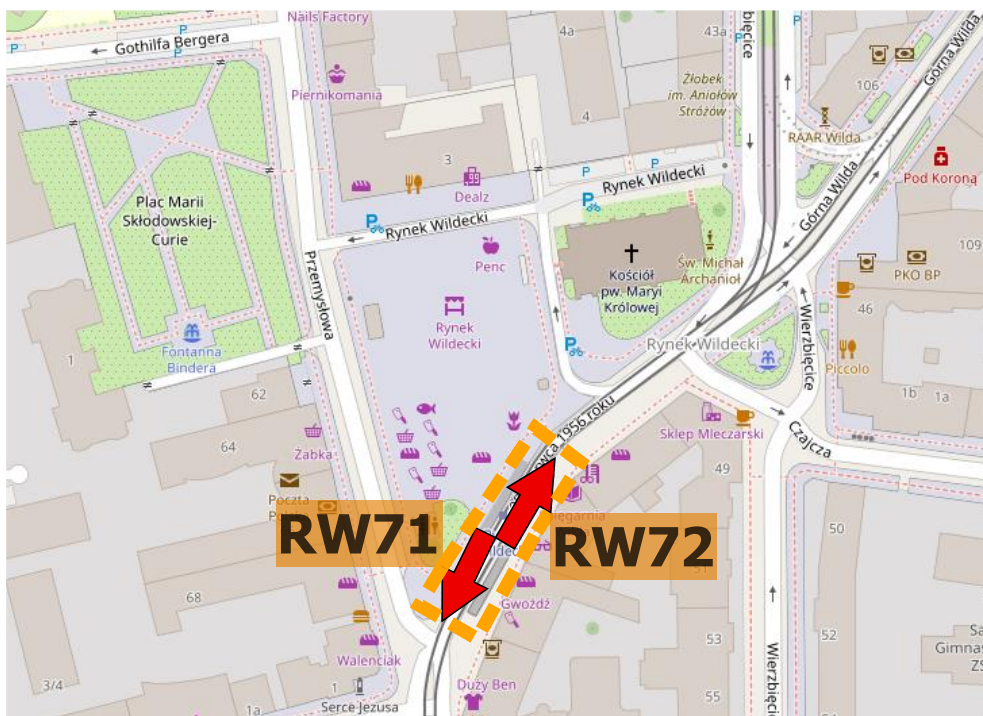 Nails Factory
P
P
P
Gothilfa Bergera
P
4a
43a
P
bięcice
Górna Wilda
106
Żłobek
im. Aniołów
Stróżów
Piernikomania
4
RAAR Wilda
3
P
P
Pod Koroną
Dealz
Rynek Wildecki
Plac Marii
Skłodowskiej-
Curie
P
P
Górna Wilda
Rynek Wildecki
109
Penc
Kościół
pw. Maryi
Królowej
Św. Michał
Archanioł
PKO BP
Przemysłowa
46
Rynek
Wildecki
Rynek Wildecki
Wierzbięcice
1
Fontanna
Bindera
P
Piccolo
62
1b
1a
1956 roku
Sklep Mleczarski
Czajcza
64
Żabka
49
Poczta
50
RW71
RW72
68
Gwóźdź
53
52
Walenciak
Wierzbięcice
3/4
1
Duży Ben
55
1a
Serce Jezusa